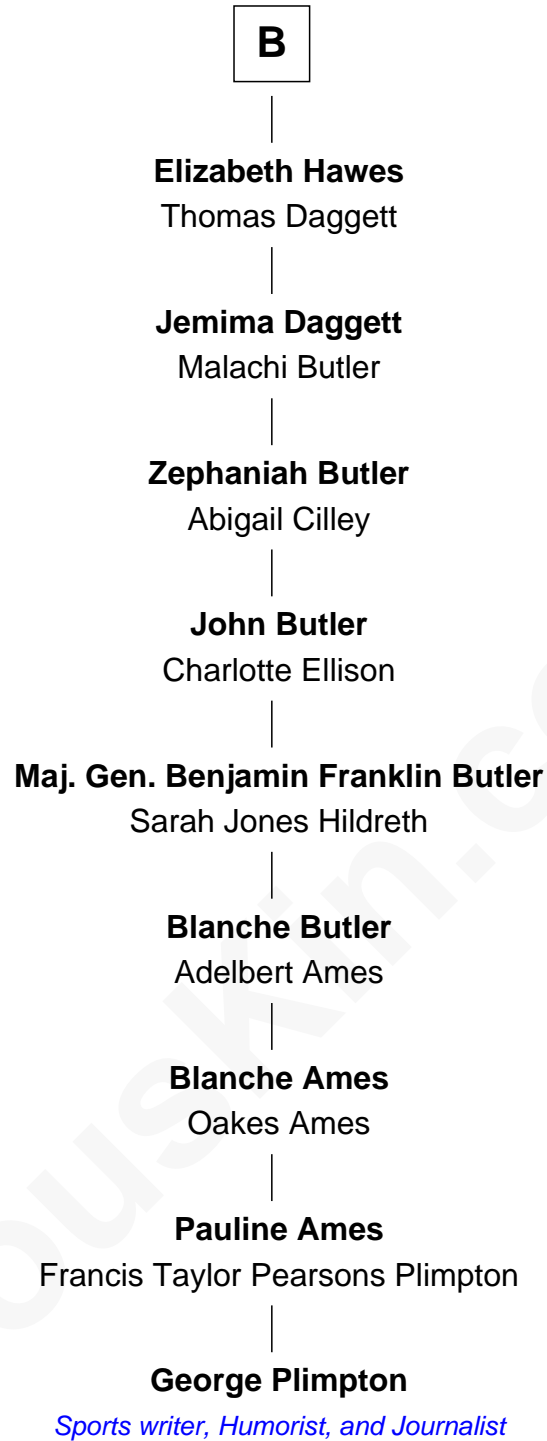 B
Elizabeth Hawes
Thomas Daggett
Jemima Daggett
Malachi Butler
Zephaniah Butler
Abigail Cilley
John Butler
Charlotte Ellison
Maj. Gen. Benjamin Franklin Butler
Sarah Jones Hildreth
Blanche Butler
Adelbert Ames
Blanche Ames
Oakes Ames
Pauline Ames
Francis Taylor Pearsons Plimpton
George Plimpton
Sports writer, Humorist, and Journalist